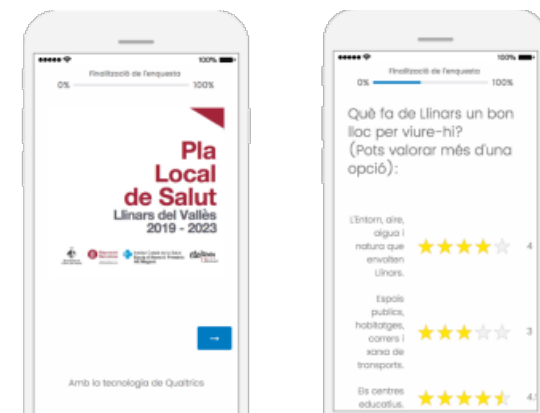 100%
Finalització de l'enquesta
0% 100%
Pla
Local
de Salut
Llinars del Vallès
2019 - 2023
→
Amb la tecnologia de Qualtrics
100%
Finalització de l'enquesta
0% 100%
Què fa de Llinars un bon
lloc per viure-hi?
(Pots valorar més d'una
opció):
L'Entorn, aire,
aigua i
natura que
envolten
Llinars.
4
Espais
publics,
habitatges,
carrers i
xarxa de
transports.
3
Els centres
educatius.